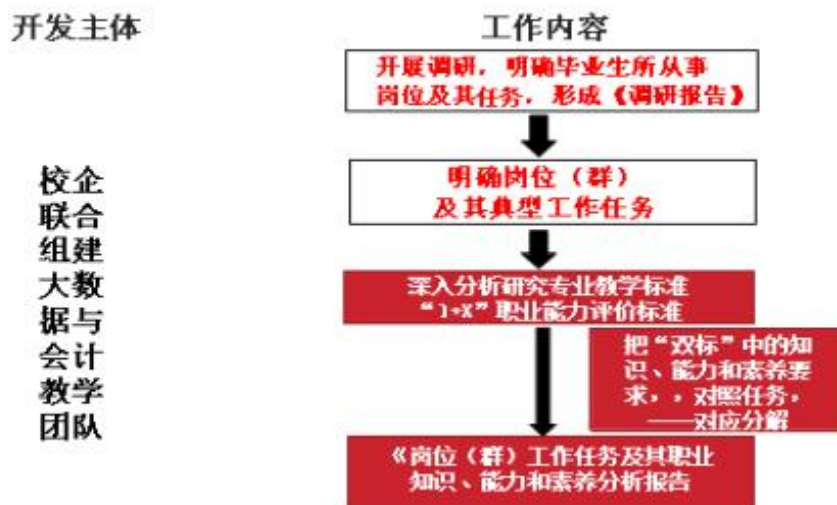 开发主体
工作内容
开展调研，明确毕业生所从事
岗位及其任务，形成《调研报告》
校企
联合
组建
大数
据与
会计
教学
团队
明确岗位（群）
及其典型工作任务
深入分析研究专业教学标准
“1+X”职业能力评价标准
把“双标”中的知
识、能力和素养要
求，，对照任务，
——对应分解
《岗位（群）工作任务及其职业
知识、能力和素养分析报告